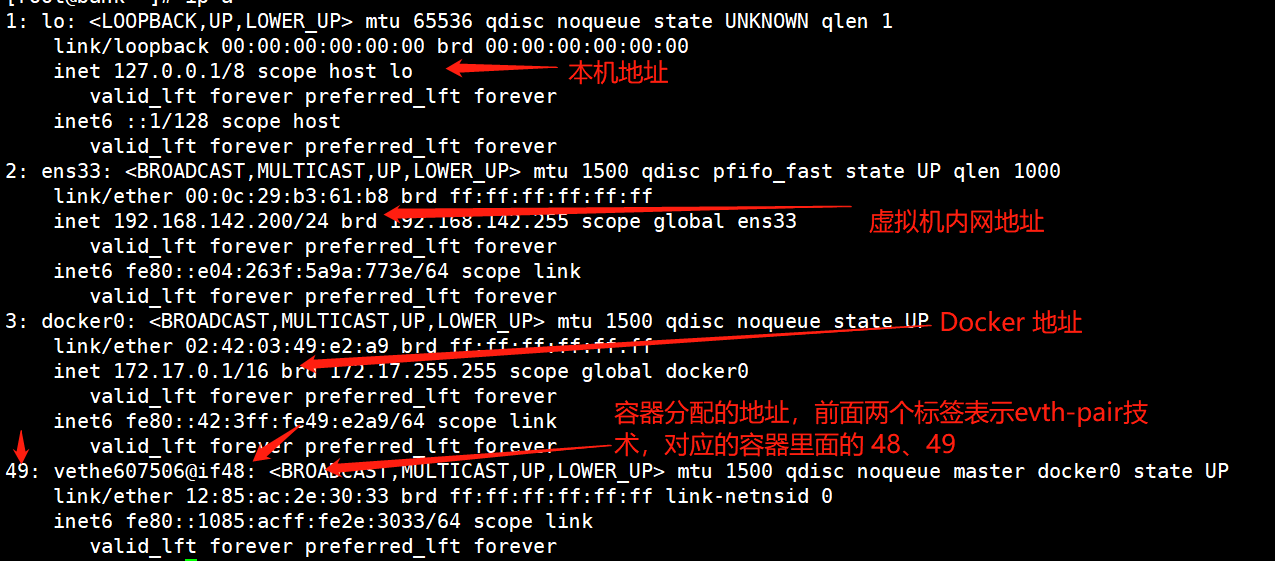 1: lo: <LOOPBACK,UP,LOWER_UP> mtu 65536 qdisc noqueue state UNKNOWN qlen 1
link/loopback 00:00:00:00:00:00 brd 00:00:00:00:00:00
inet 127.0.0.1/8 scope host lo
本机地址
valid_lft forever preferred_lft forever
inet6 ::1/128 scope host
valid_lft forever preferred_lft forever
2: ens33: <BROADCAST,MULTICAST,UP,LOWER_UP> mtu 1500 qdisc pfifo_fast state UP qlen 1000
link/ether 00:0c:29:b3:61:b8 brd ff:ff:ff:ff:ff:ff
inet 192.168.142.200/24 brd 192.168.142.255 scope global ens33
虚拟机内网地址
valid_lft forever preferred_lft forever
inet6 fe80::e04:263f:5a9a:773e/64 scope link
valid_lft forever preferred_lft forever
3: docker0: <BROADCAST,MULTICAST,UP,LOWER_UP> mtu 1500 qdisc noqueue state UP
Docker 地址
link/ether 02:42:03:49:e2:a9 brd ff:ff:ff:ff:ff:ff
inet 172.17.0.1/16 brd 172.17.255.255 scope global docker0
valid_lft forever preferred_lft forever
inet6 fe80::42:3ff:fe49:e2a9/64 scope link
容器分配的地址，前面两个标签表示evth-pair技
术，对应的容器里面的 48、49
valid_lft forever preferred_lft forever
49: vethe607506@if48: <BROADCAST,MULTICAST,UP,LOWER_UP> mtu 1500 qdisc noqueue master docker0 state UP
link/ether 12:85:ac:2e:30:33 brd ff:ff:ff:ff:ff:ff link-netnsid 0
inet6 fe80::1085:acff:fe2e:3033/64 scope link
valid_lft forever preferred_lft forever